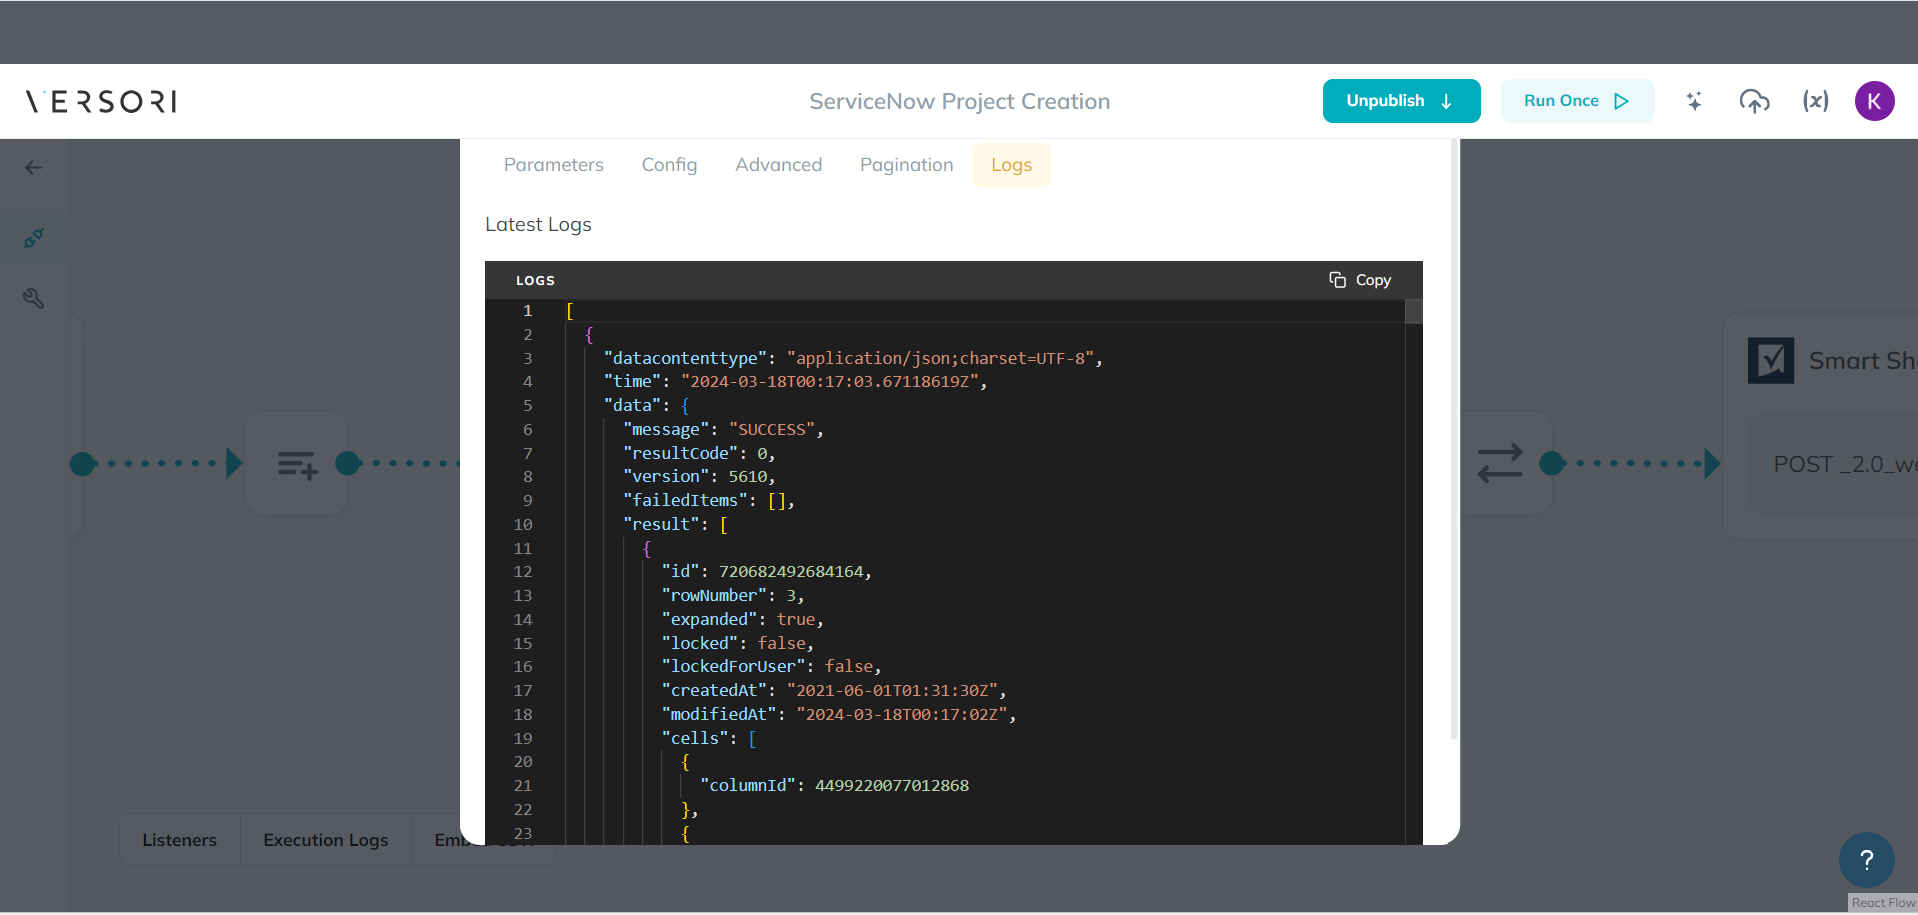 VERSORI
ServiceNow Project Creation
Unpublish
Run Once
(x)
K
Parameters Config Advanced Pagination Logs
Latest Logs
LOGS
Copy
1 [
2 {
3 "datacontenttype": "application/json;charset=UTF-8",
4 "time": "2024-03-18T00:17:03.67118619Z",
5 "data": {
6 "message": "SUCCESS",
7 "resultCode": 0,
8 "version": 5610,
9 "failedItems": [],
10 "result": [
11 {
12 "id": 720682492684164,
13 "rowNumber": 3,
14 "expanded": true,
15 "locked": false,
16 "lockedForUser": false,
17 "createdAt": "2021-06-01T01:31:30Z",
18 "modifiedAt": "2024-03-18T00:17:02Z",
19 "cells": [
20 {
21 "columnId": 4499220077012868
22 },
23 {
Smart Sh
POST _2.0_w
Listeners
Execution Logs
?
React Flow